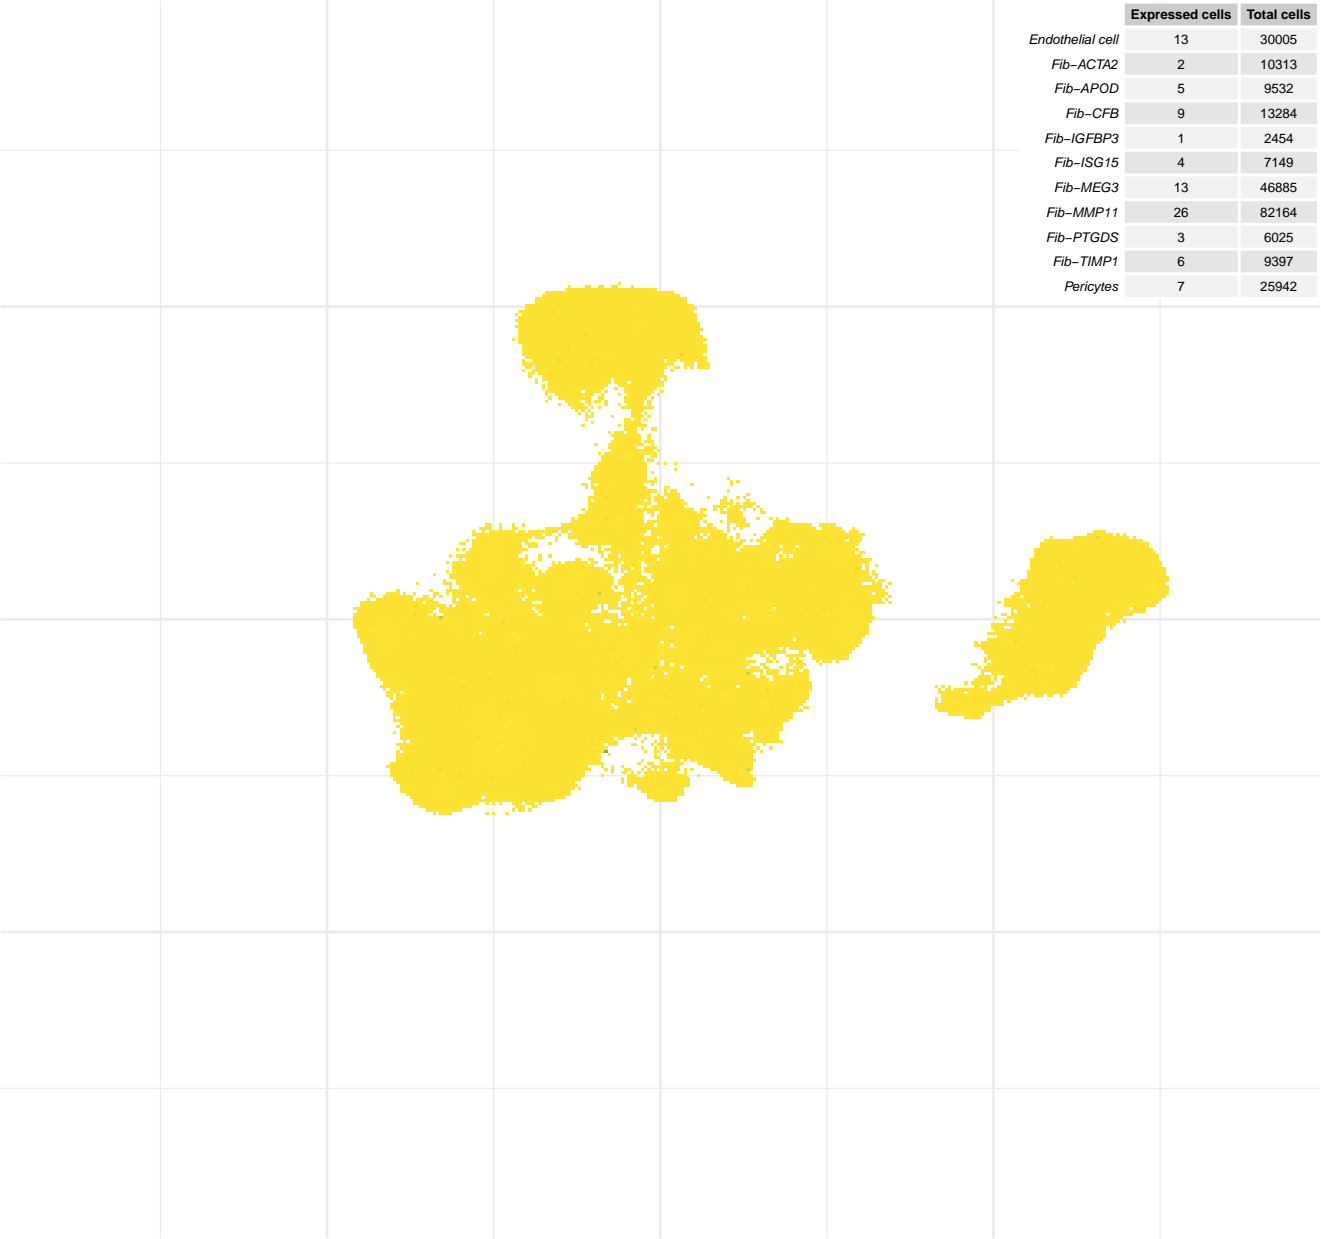 Expressed cells Total cells
Endothelial cell 13 30005
Fib−ACTA2 2 10313
Fib−APOD 5 9532
Fib−CFB 9 13284
Fib−IGFBP3 1 2454
Fib−ISG15 4 7149
Fib−MEG3 13 46885
Fib−MMP11 26 82164
Fib−PTGDS 3 6025
Fib−TIMP1 6 9397
Pericytes 7 25942